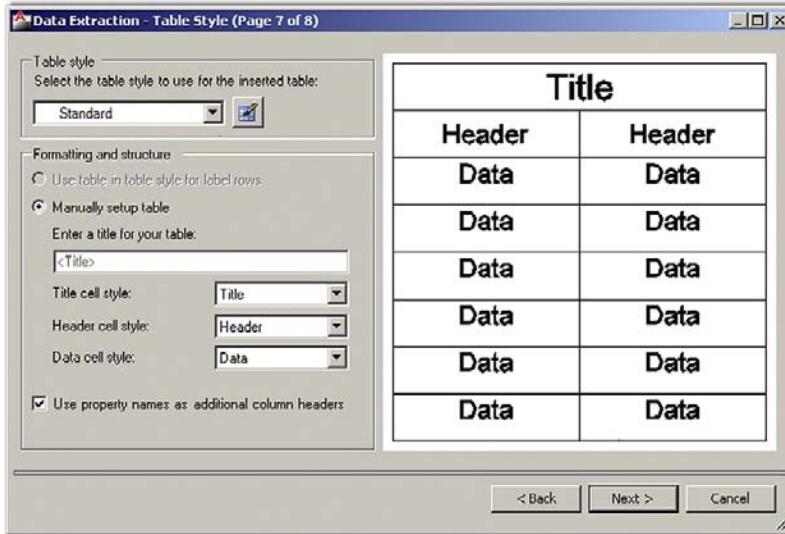 Data Extraction - Table Style (Page 7 of 8)
Table style
Select the table style to use for the inserted table:
Standard
Formatting and structure
Use table in table style for label rows
Manually setup table
Enter a title for your table:
<Title>
Title cell style: Title
Header cell style: Header
Data cell style: Data
Use property names as additional column headers
Title
Header Header
Data Data
Data Data
Data Data
Data Data
Data Data
Data Data
< Back Next > Cancel